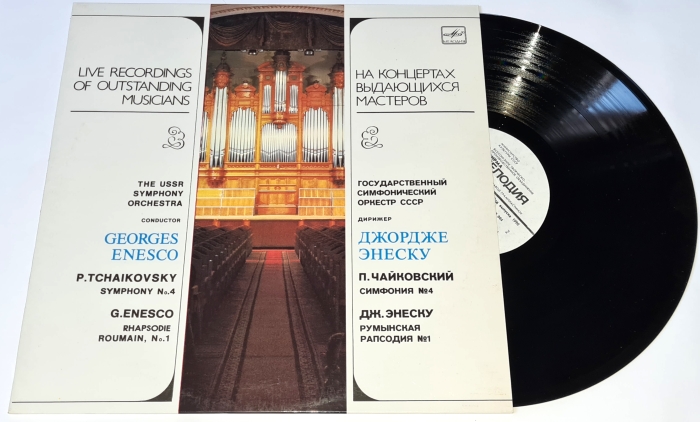 LIVE RECORDINGS
OF OUTSTANDING
MUSICIANS
THE USSR
SYMPHONY
ORCHESTRA
CONDUCTOR
GEORGES
ENESCO
P.TCHAIKOVSKY
SYMPHONY No.4
G.ENESCO
RHAPSODIE
ROUMAIN, No.1
НА КОНЦЕРТАХ
ВЫДАЮЩИХСЯ
МАСТЕРОВ
ГОСУДАРСТВЕННЫЙ
СИМФОНИЧЕСКИЙ
ОРКЕСТР СССР
ДИРИЖЕР
ДЖОРДЖЕ
ЭНЕСКУ
П.ЧАЙКОВСКИЙ
СИМФОНИЯ №4
ДЖ.ЭНЕСКУ
РУМЫНСКАЯ
РАПСОДИЯ №1